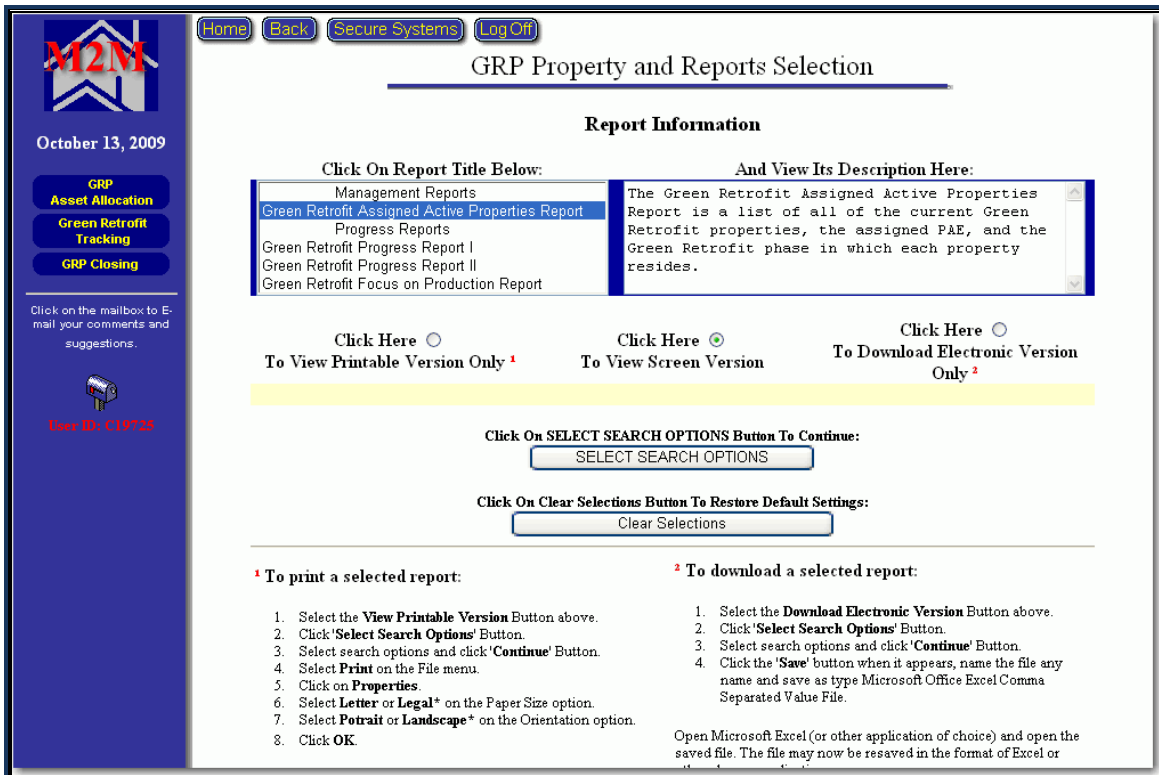 Home Back Secure Systems Log Off
M2M
October 13, 2009
GRP
Asset Allocation
Green Retrofit
Tracking
GRP Closing
Click on the mailbox to E-
mail your comments and
suggestions.
User ID: C19725
GRP Property and Reports Selection
Report Information
Click On Report Title Below:
Management Reports
Green Retrofit Assigned Active Properties Report
Progress Reports
Green Retrofit Progress Report I
Green Retrofit Progress Report II
Green Retrofit Focus on Production Report
And View Its Description Here:
The Green Retrofit Assigned Active Properties
Report is a list of all of the current Green
Retrofit properties, the assigned PAE, and the
Green Retrofit phase in which each property
resides.
Click Here
To View Printable Version Only 1
Click Here
To View Screen Version
Click Here
To Download Electronic Version
Only 2
Click On SELECT SEARCH OPTIONS Button To Continue:
SELECT SEARCH OPTIONS
Click On Clear Selections Button To Restore Default Settings:
Clear Selections
1 To print a selected report:
1. Select the View Printable Version Button above.
2. Click 'Select Search Options' Button.
3. Select search options and click 'Continue' Button.
4. Select Print on the File menu.
5. Click on Properties.
6. Select Letter or Legal* on the Paper Size option.
7. Select Potrait or Landscape* on the Orientation option.
8. Click OK.
2 To download a selected report:
1. Select the Download Electronic Version Button above.
2. Click 'Select Search Options' Button.
3. Select search options and click 'Continue' Button.
4. Click the 'Save' button when it appears, name the file any
name and save as type Microsoft Office Excel Comma
Separated Value File.
Open Microsoft Excel (or other application of choice) and open the
saved file. The file may now be resaved in the format of Excel or